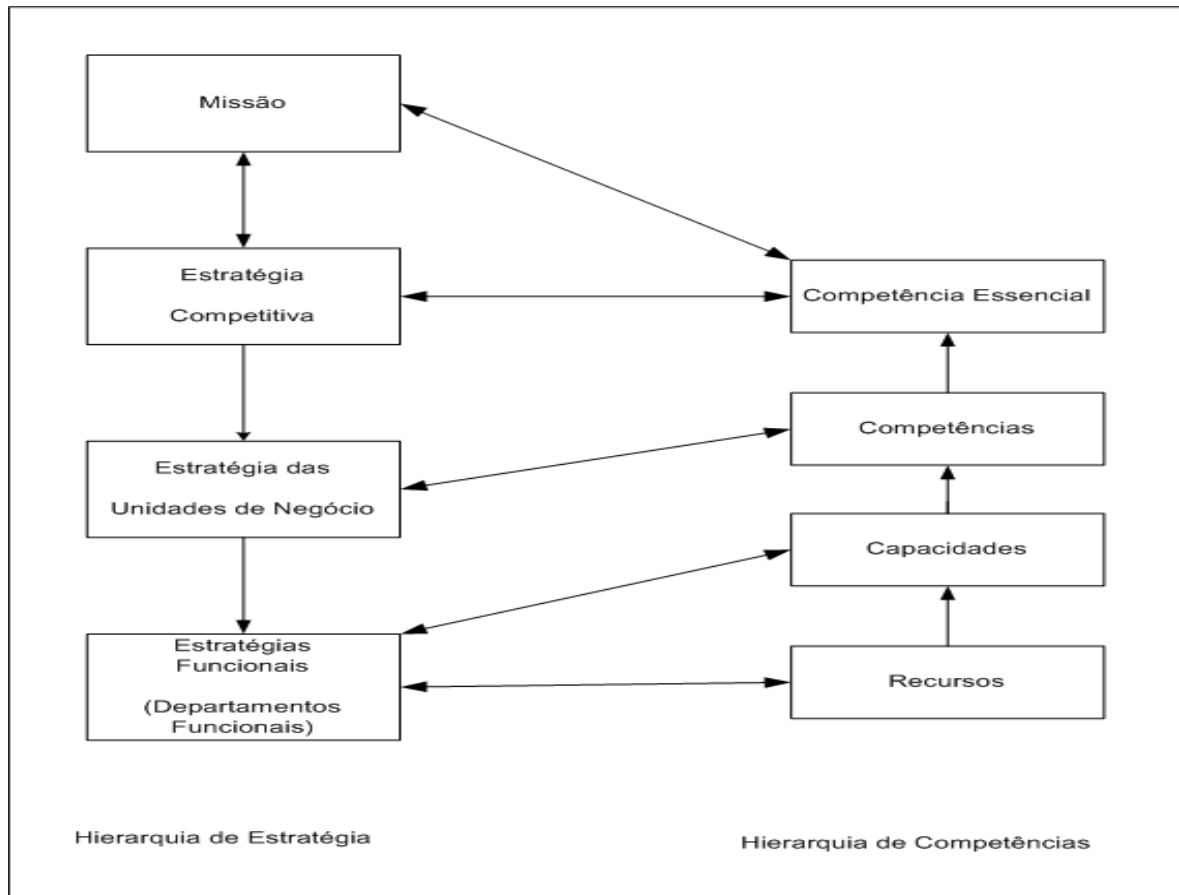 Missão
Estratégia
Competitiva
Competência Essencial
Competências
Estratégia das
Unidades de Negócio
Capacidades
Estratégias
Funcionais
(Departamentos
Funcionais)
Recursos
Hierarquia de Estratégia
Hierarquia de Competências